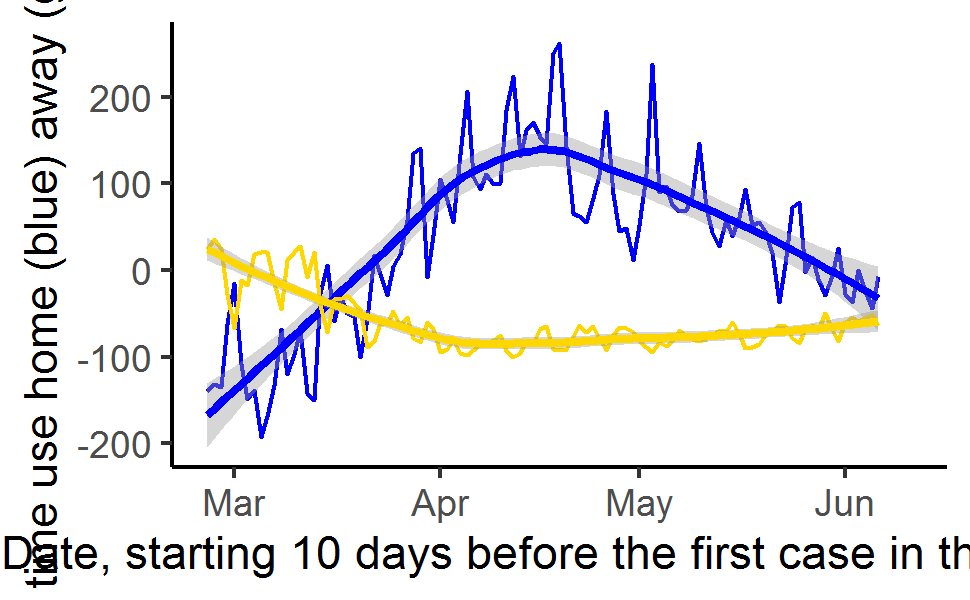 time use home (blue) away (
200
100
0
-100
-200
Mar Apr May Jun
Date, starting 10 days before the first case in th